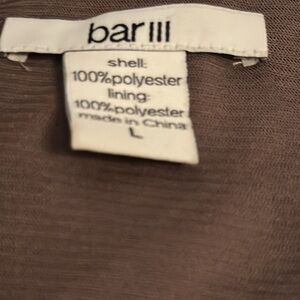 bar III
shell:
100%polyester
lining:
100%polyester
made in China
L